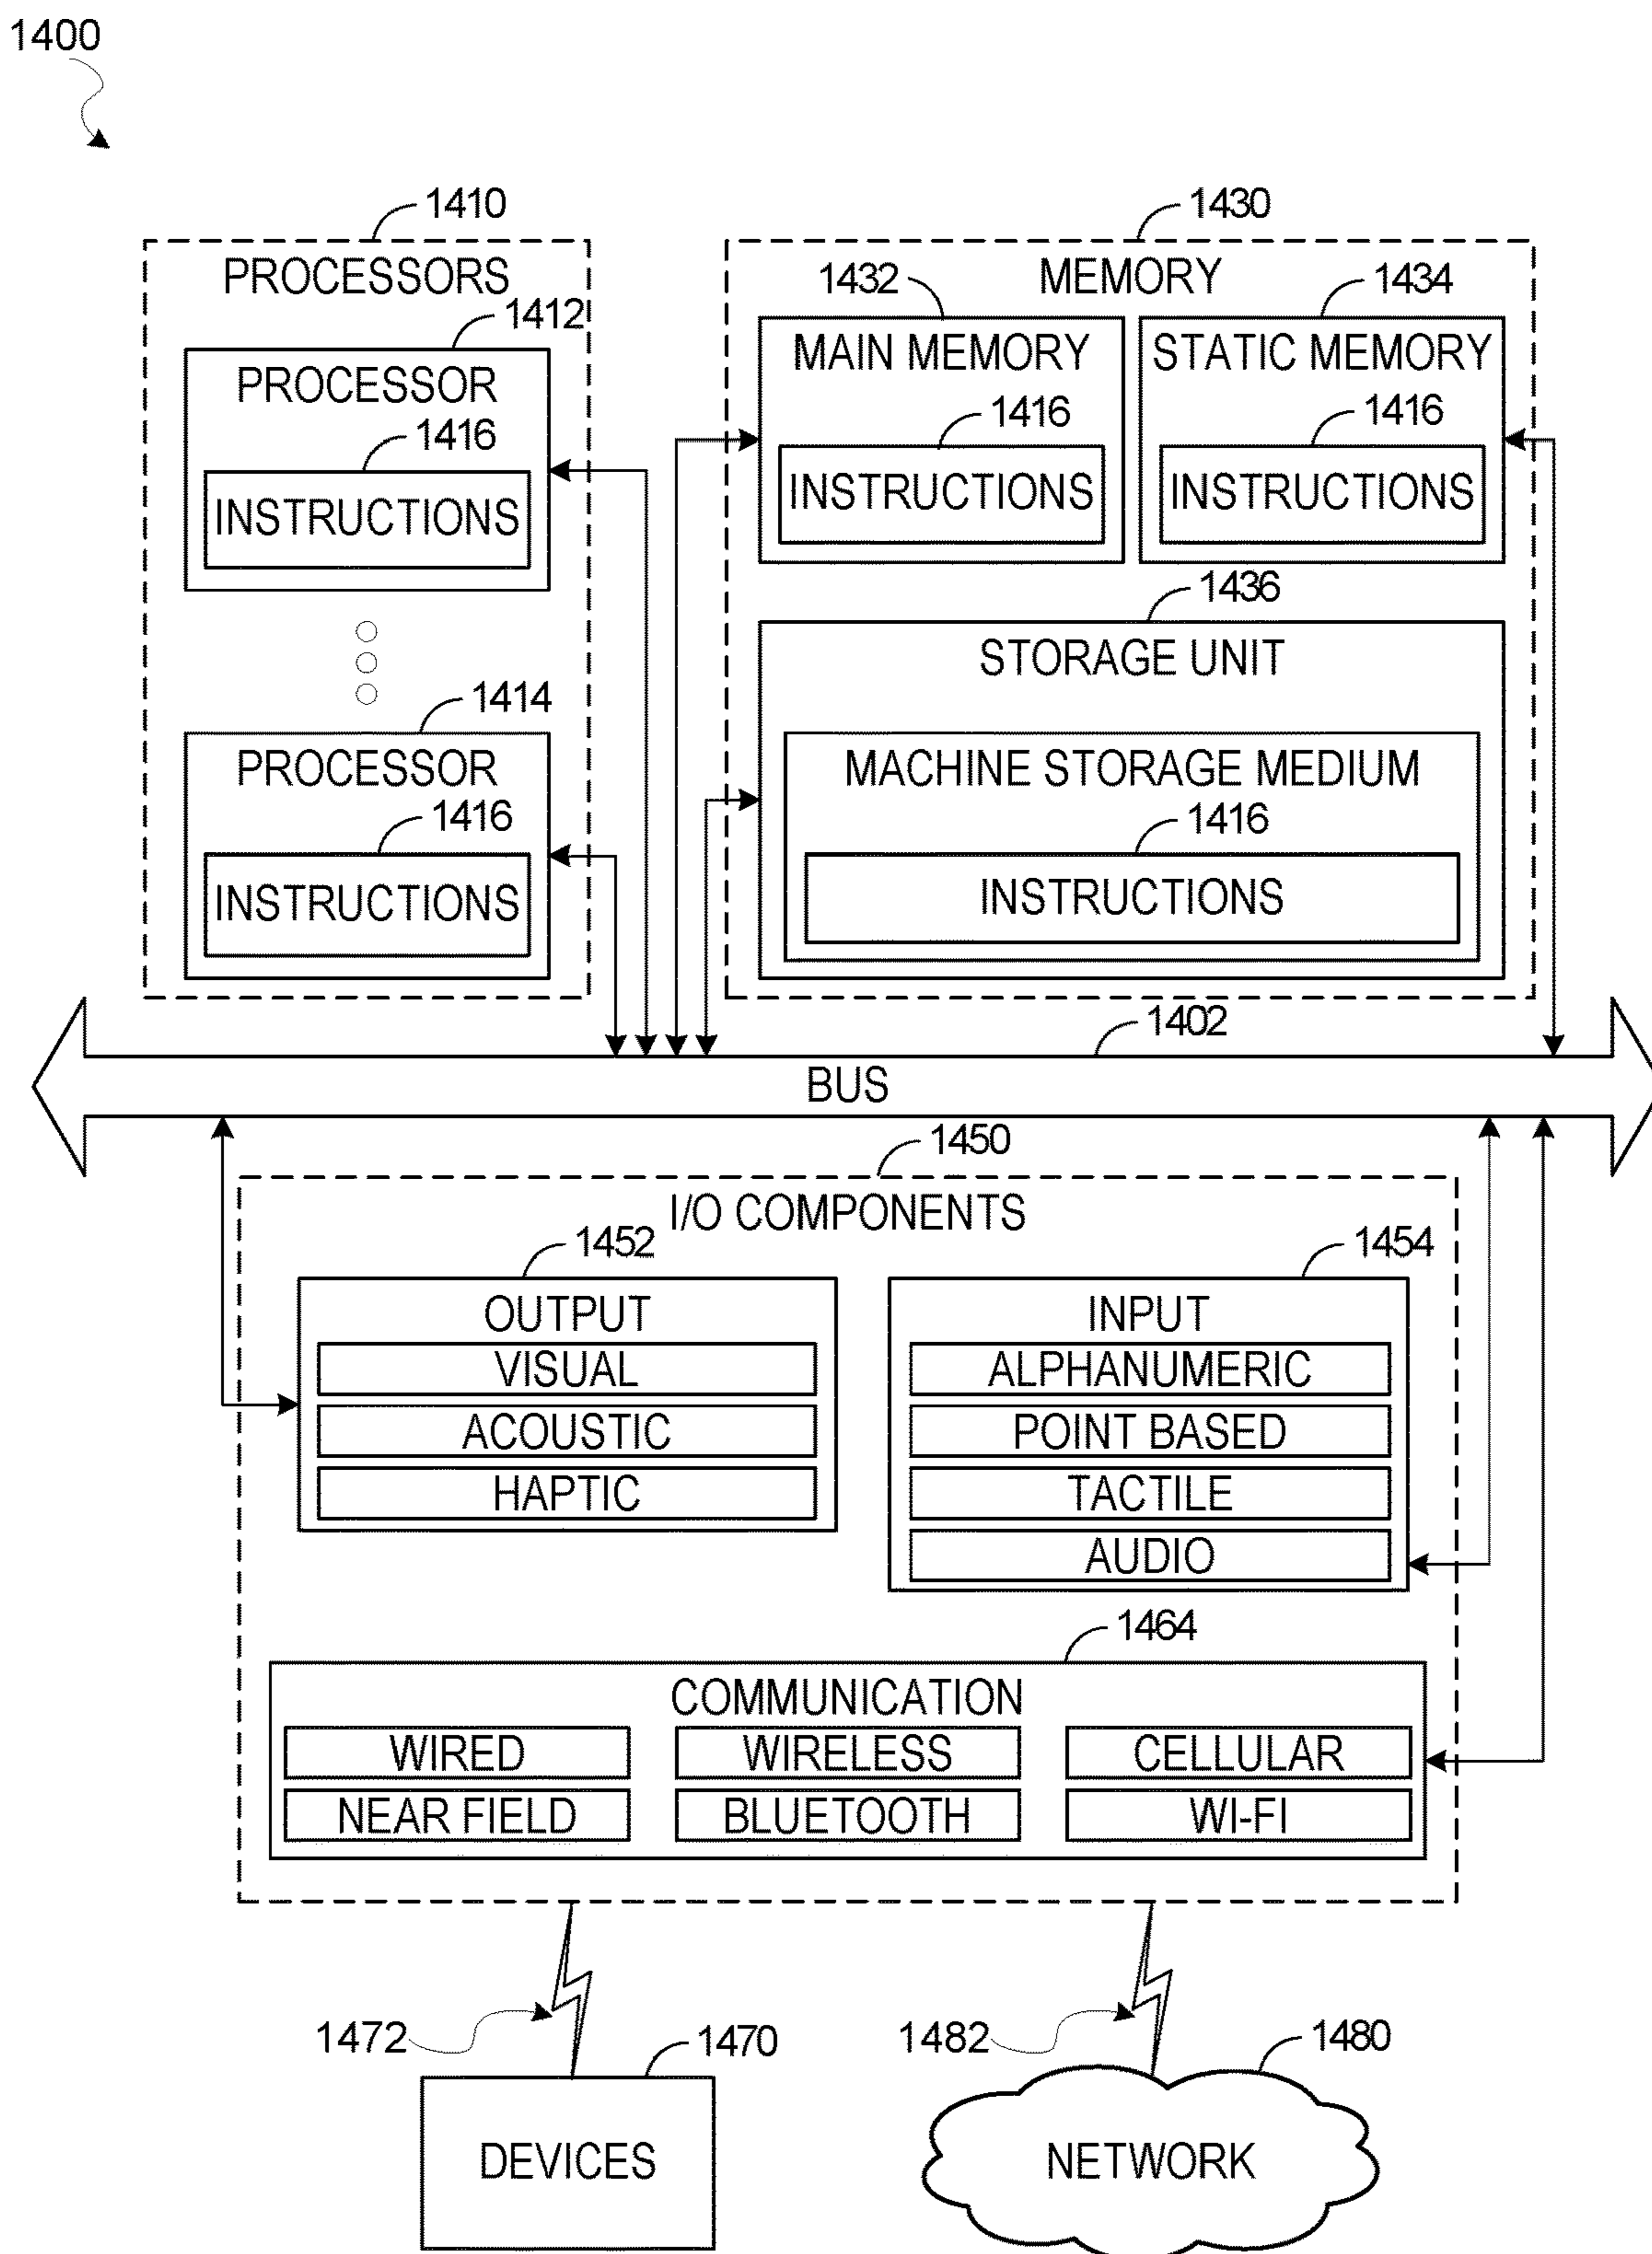 1400
1410
1430
PROCESSORS
MEMORY
1432
1434
1412
MAIN MEMORY
STATIC MEMORY
PROCESSOR
1416
1416
1416
INSTRUCTIONS
INSTRUCTIONS
INSTRUCTIONS
1436
STORAGE UNIT
1414
PROCESSOR
MACHINE STORAGE MEDIUM
1416
1416
INSTRUCTIONS
INSTRUCTIONS
1402
BUS
1450
I/O COMPONENTS
1452
1454
OUTPUT
INPUT
VISUAL
ALPHANUMERIC
ACOUSTIC
POINT BASED
HAPTIC
TACTILE
AUDIO
1464
COMMUNICATION
WIRED
WIRELESS
CELLULAR
NEAR FIELD
BLUETOOTH
WI-FI
1472
1470
1482
1480
DEVICES
NETWORK